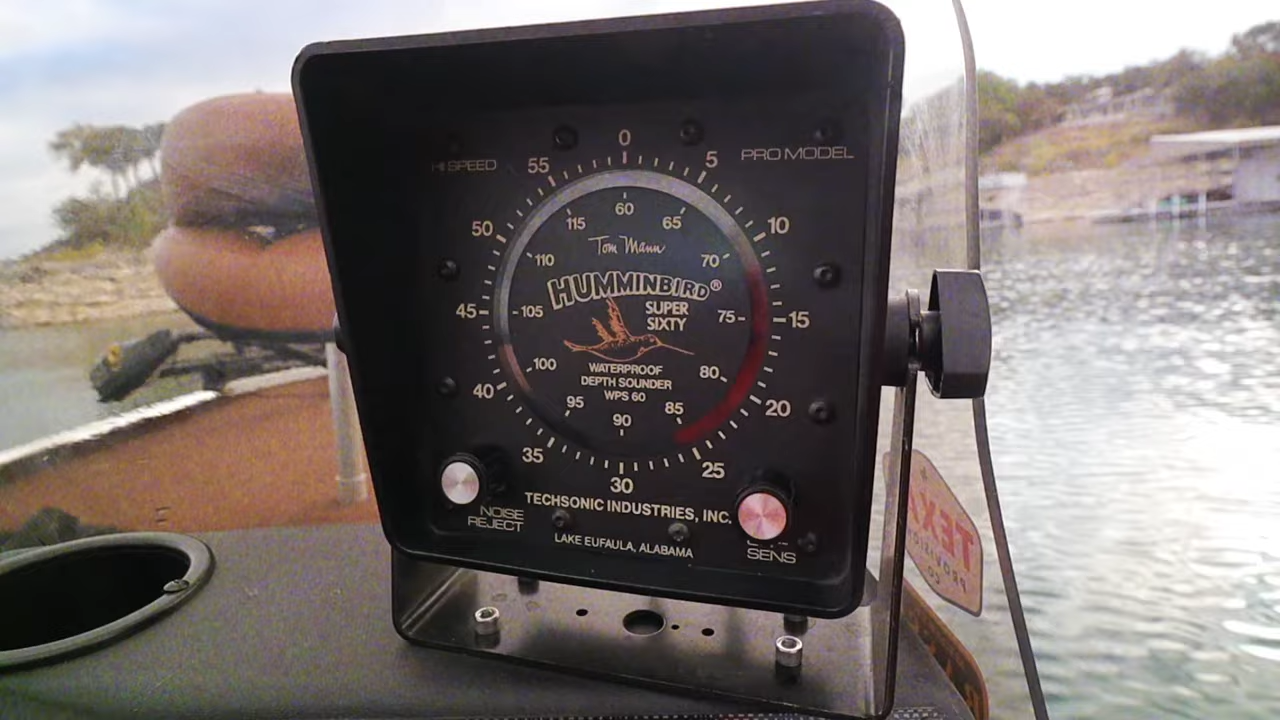 HI SPEED
PRO MODEL
0
5
10
15
20
25
30
35
40
45
50
55
60
65
70
75
80
85
90
95
100
105
110
115
Tom Mann
HUMMINBIRD®
SUPER
SIXTY
WATERPROOF
DEPTH SOUNDER
WPS 60
TECHSONIC INDUSTRIES, INC.
LAKE EUFAULA, ALABAMA
NOISE
REJECT
SENS